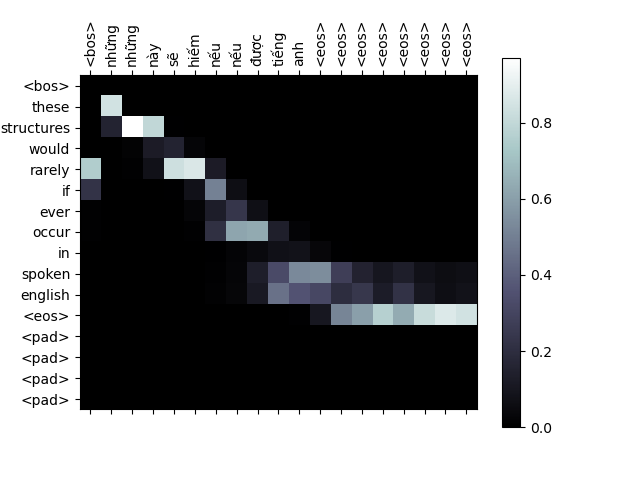 <bos> những những này sẽ hiếm nếu nếu được tiếng anh <eos> <eos> <eos> <eos> <eos> <eos> <eos> <eos>
<bos>
these
structures
would
rarely
if
ever
occur
in
spoken
english
<eos>
<pad>
<pad>
<pad>
<pad>
0.8
0.6
0.4
0.2
0.0